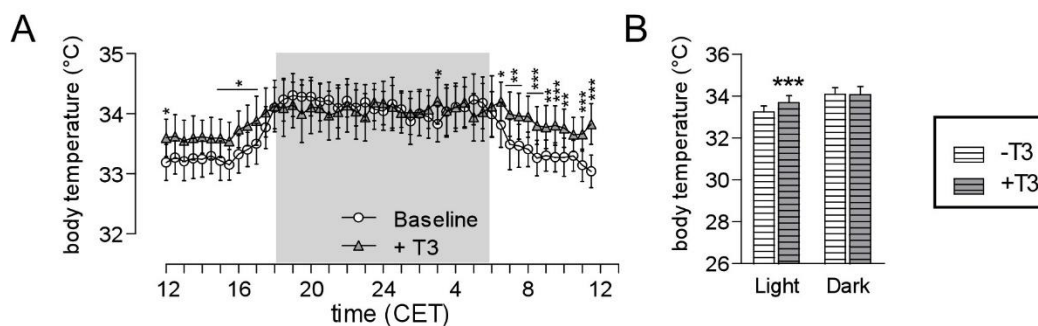 A
body temperature (°C)
35
34
33
32
* * * * ** *** ** *** ** *** ***
Baseline
+ T3
12 16 20 24 4 8 12
time (CET)
B
body temperature (°C)
36
34
32
30
28
26
***
Light Dark
-T3
+T3